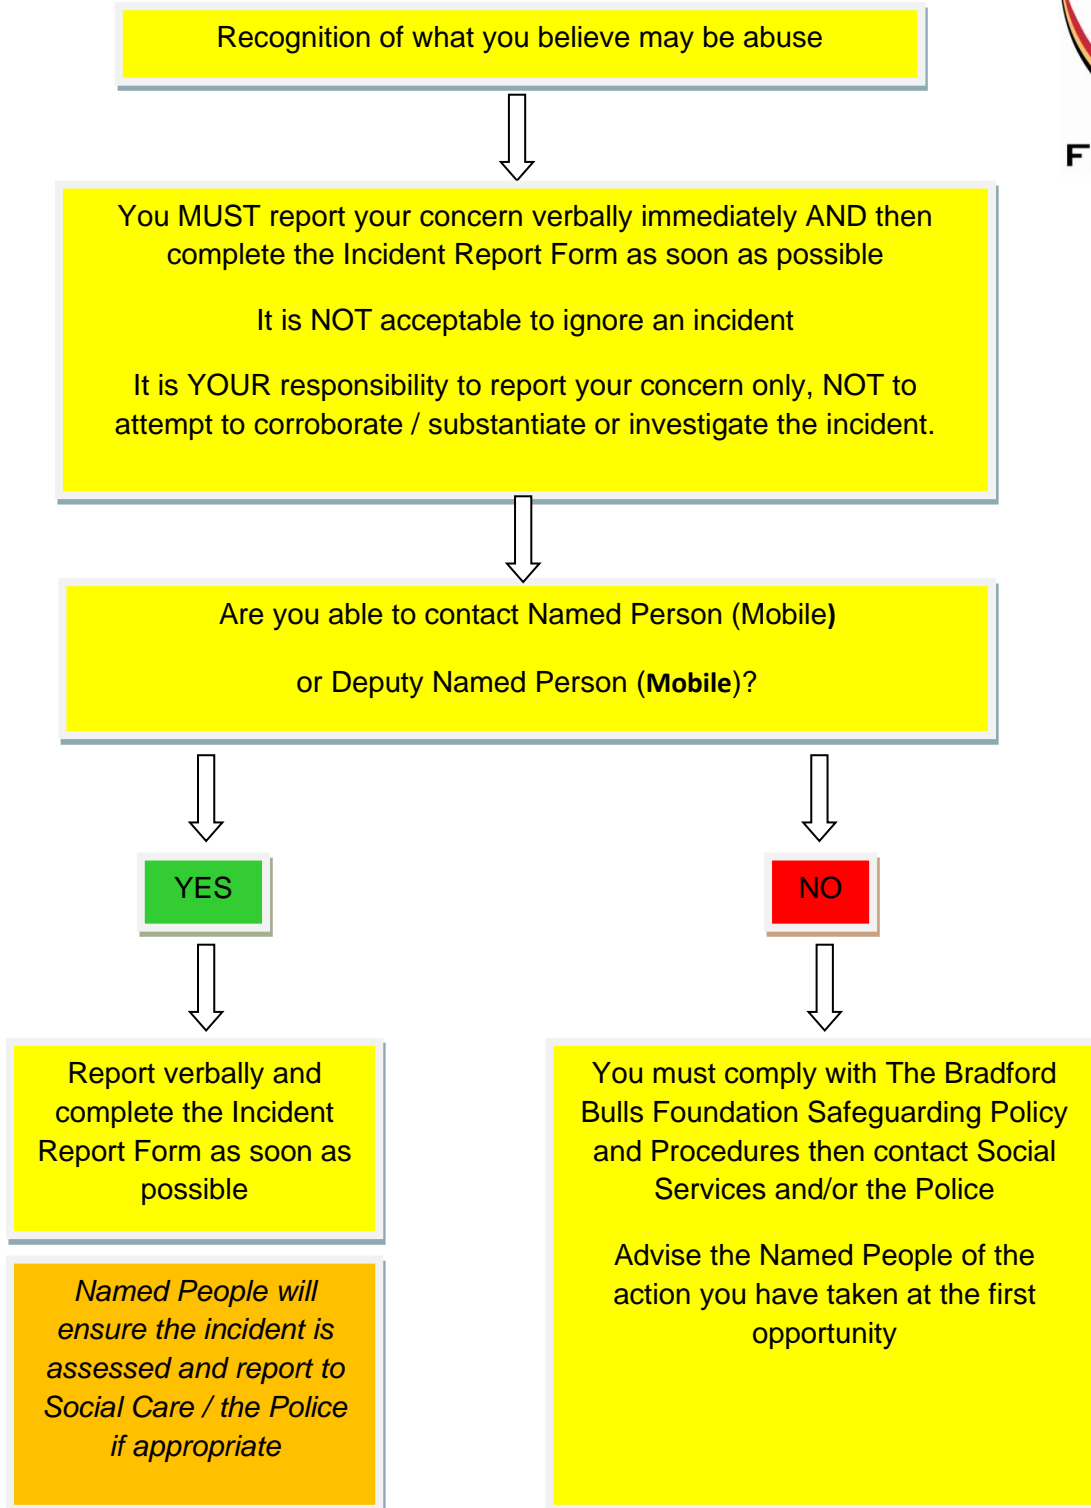 Recognition of what you believe may be abuse
F
You MUST report your concern verbally immediately AND then
complete the Incident Report Form as soon as possible
It is NOT acceptable to ignore an incident
It is YOUR responsibility to report your concern only, NOT to
attempt to corroborate / substantiate or investigate the incident.
Are you able to contact Named Person (Mobile)
or Deputy Named Person (Mobile)?
YES
NO
Report verbally and
complete the Incident
Report Form as soon as
possible
Named People will
ensure the incident is
assessed and report to
Social Care / the Police
if appropriate
You must comply with The Bradford
Bulls Foundation Safeguarding Policy
and Procedures then contact Social
Services and/or the Police
Advise the Named People of the
action you have taken at the first
opportunity